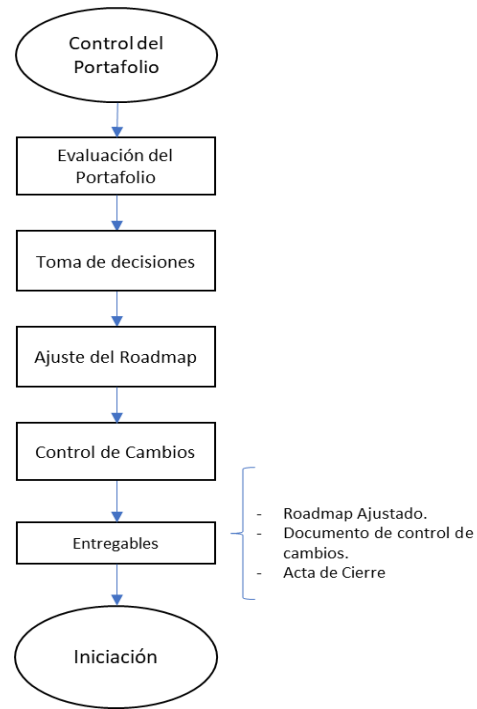 Control del
Portafolio
Evaluación del
Portafolio
Toma de decisiones
Ajuste del Roadmap
Control de Cambios
Entregables
- Roadmap Ajustado.
- Documento de control de
cambios.
- Acta de Cierre
Iniciación